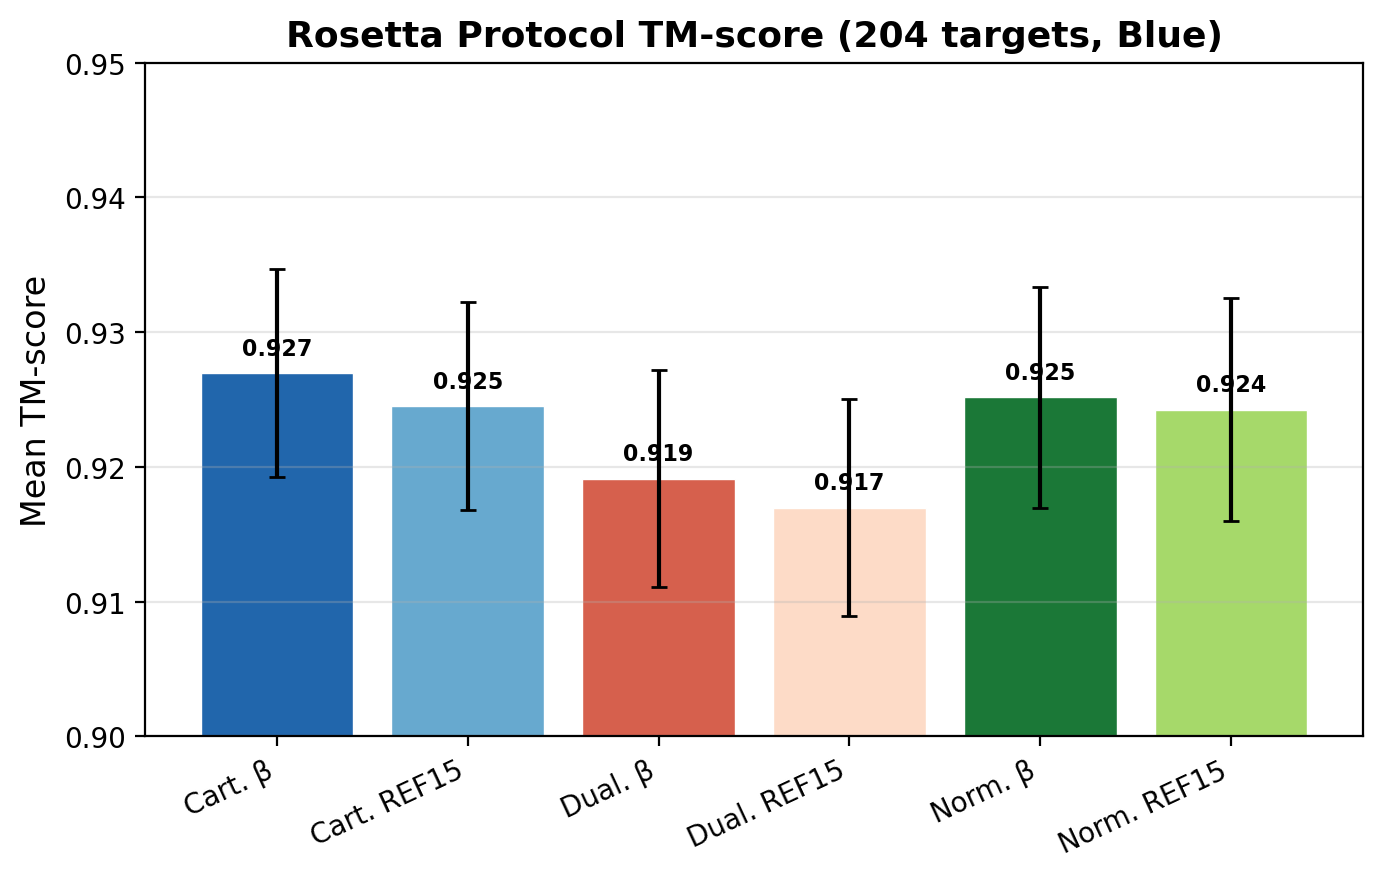 Rosetta Protocol TM-score (204 targets, Blue)
Mean TM-score
0.95
0.94
0.93
0.92
0.91
0.90
0.927
0.925
0.919
0.917
0.925
0.924
Cart. β
Cart. REF15
Dual. β
Dual. REF15
Norm. β
Norm. REF15